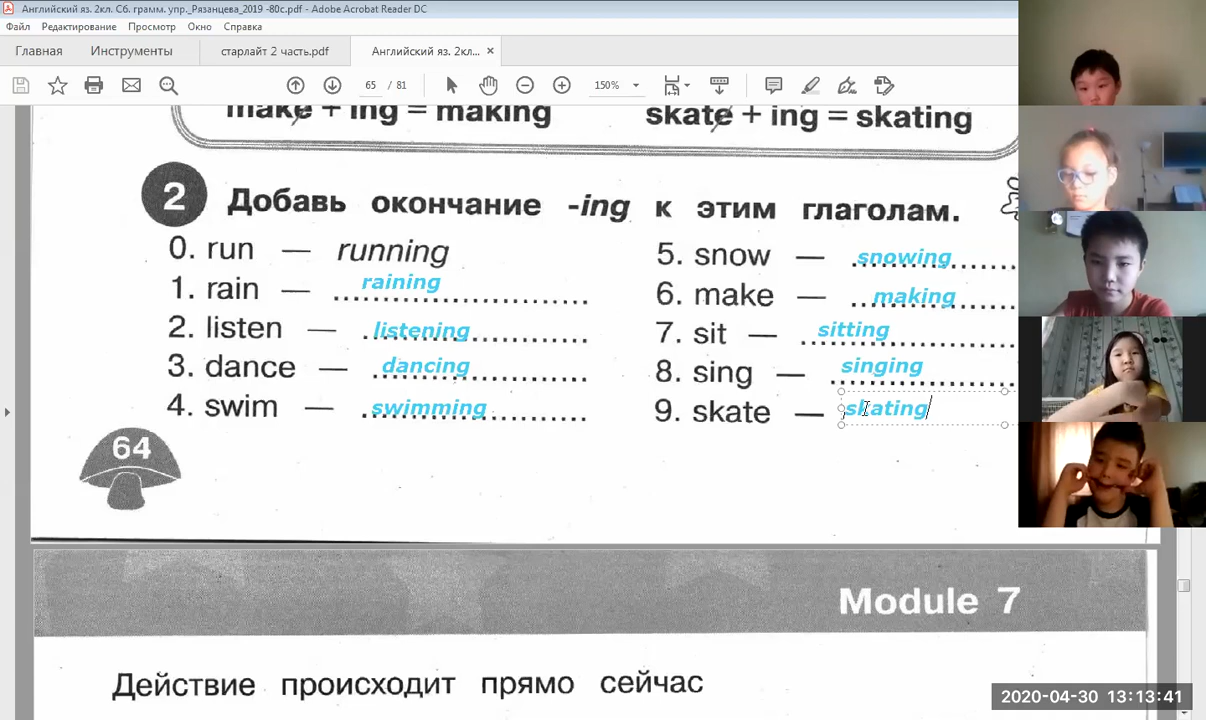 Английский яз. 2кл. Сб. грамм. упр._Рязанцева_2019 -80с.pdf - Adobe Acrobat Reader DC
Файл Редактирование Просмотр Окно Справка
Главная Инструменты старлайт 2 часть.pdf Английский яз. 2кл... ×
65 / 81 150%
make + ing = making skate + ing = skating
2 Добавь окончание -ing к этим глаголам.
0. run — running
1. rain — raining
2. listen — listening
3. dance — dancing
4. swim — swimming
5. snow — snowing
6. make — making
7. sit — sitting
8. sing — singing
9. skate — skating
64
Module 7
Действие происходит прямо сейчас
2020-04-30 13:13:41